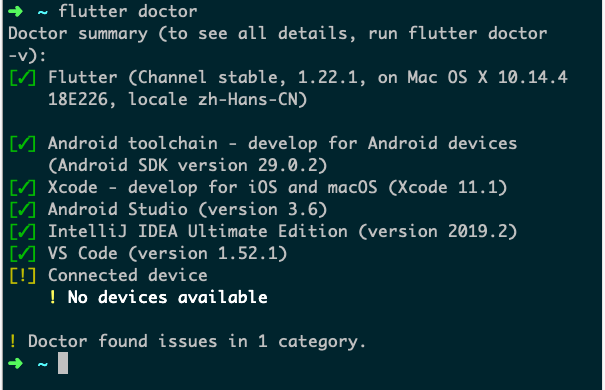 ➜ ~ flutter doctor
Doctor summary (to see all details, run flutter doctor
-v):
[✓] Flutter (Channel stable, 1.22.1, on Mac OS X 10.14.4
18E226, locale zh-Hans-CN)
[✓] Android toolchain - develop for Android devices
(Android SDK version 29.0.2)
[✓] Xcode - develop for iOS and macOS (Xcode 11.1)
[✓] Android Studio (version 3.6)
[✓] IntelliJ IDEA Ultimate Edition (version 2019.2)
[✓] VS Code (version 1.52.1)
[!] Connected device
! No devices available
! Doctor found issues in 1 category.
➜ ~